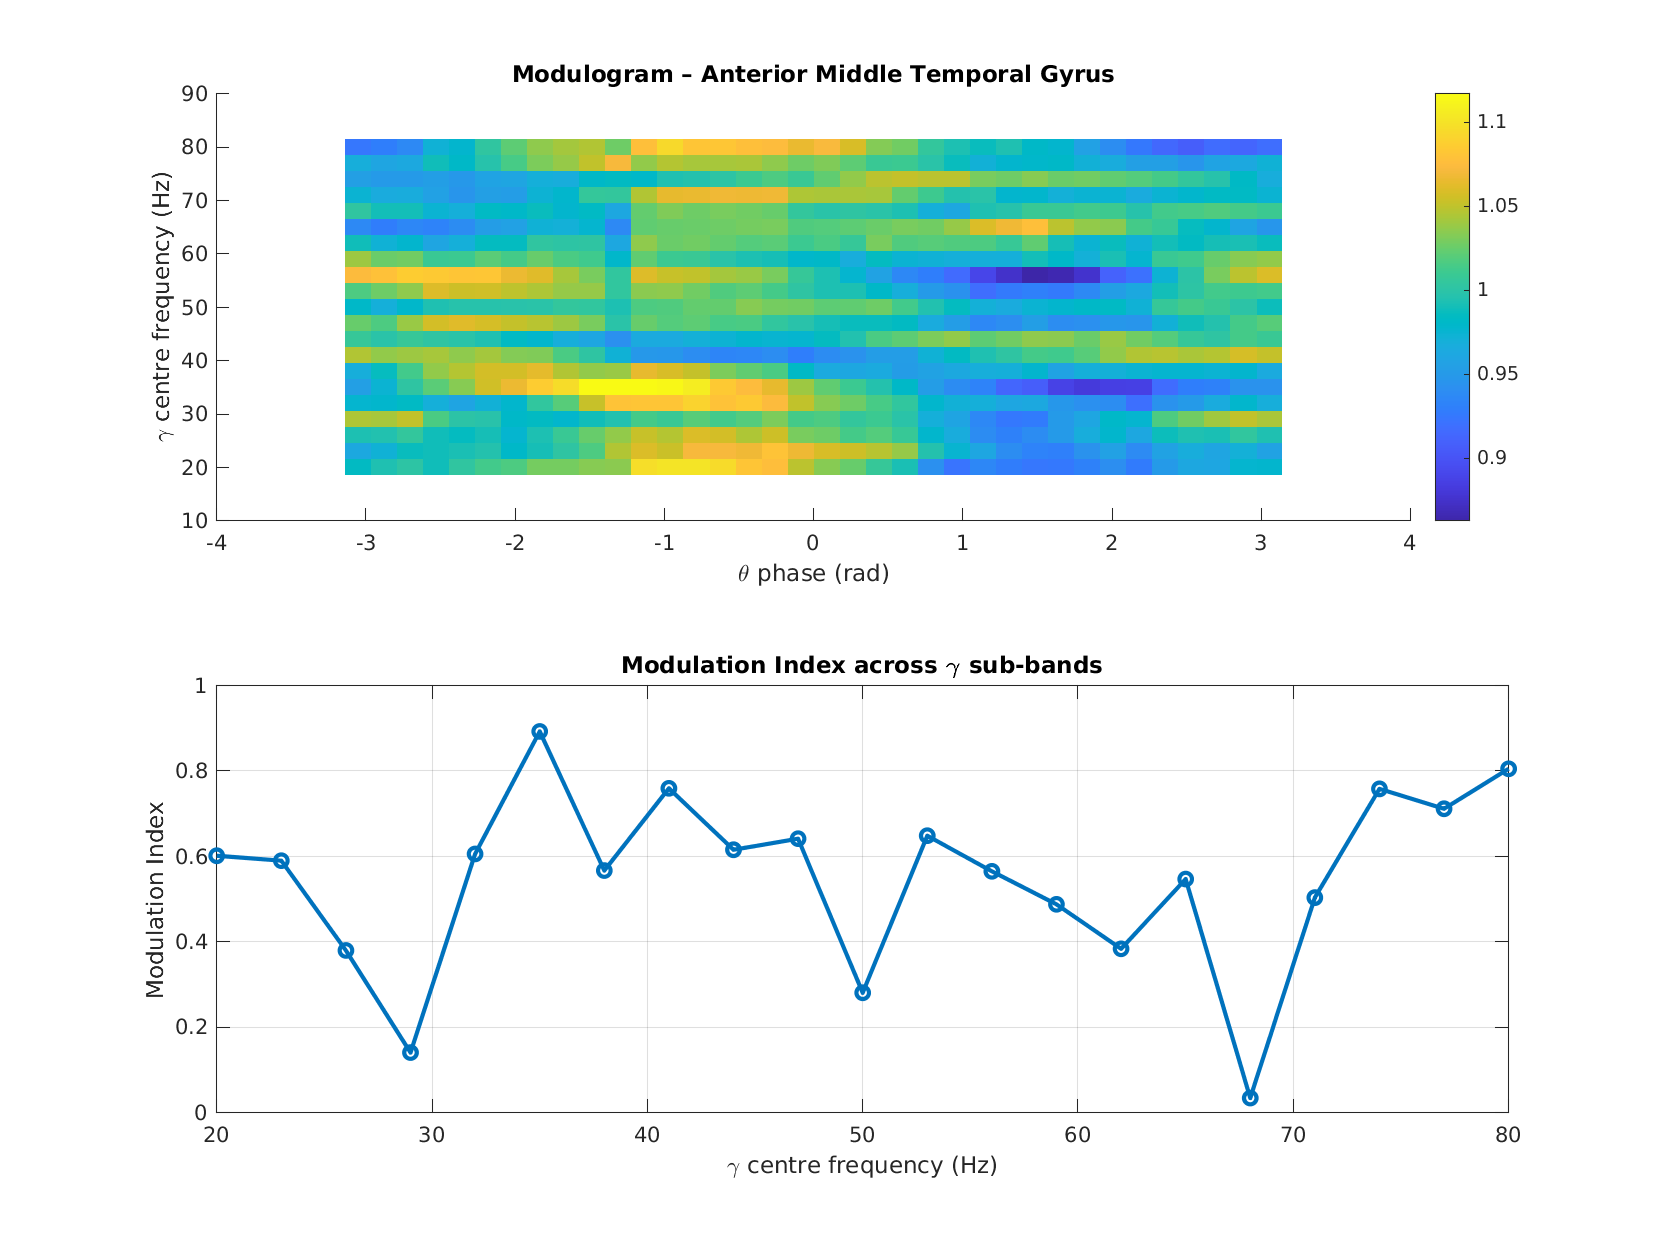 Modulogram – Anterior Middle Temporal Gyrus
90
80
70
60
50
40
30
20
10
γ centre frequency (Hz)
-4 -3 -2 -1 0 1 2 3 4
θ phase (rad)
1.1
1.05
1
0.95
0.9
Modulation Index across γ sub-bands
1
0.8
0.6
0.4
0.2
0
Modulation Index
20 30 40 50 60 70 80
γ centre frequency (Hz)